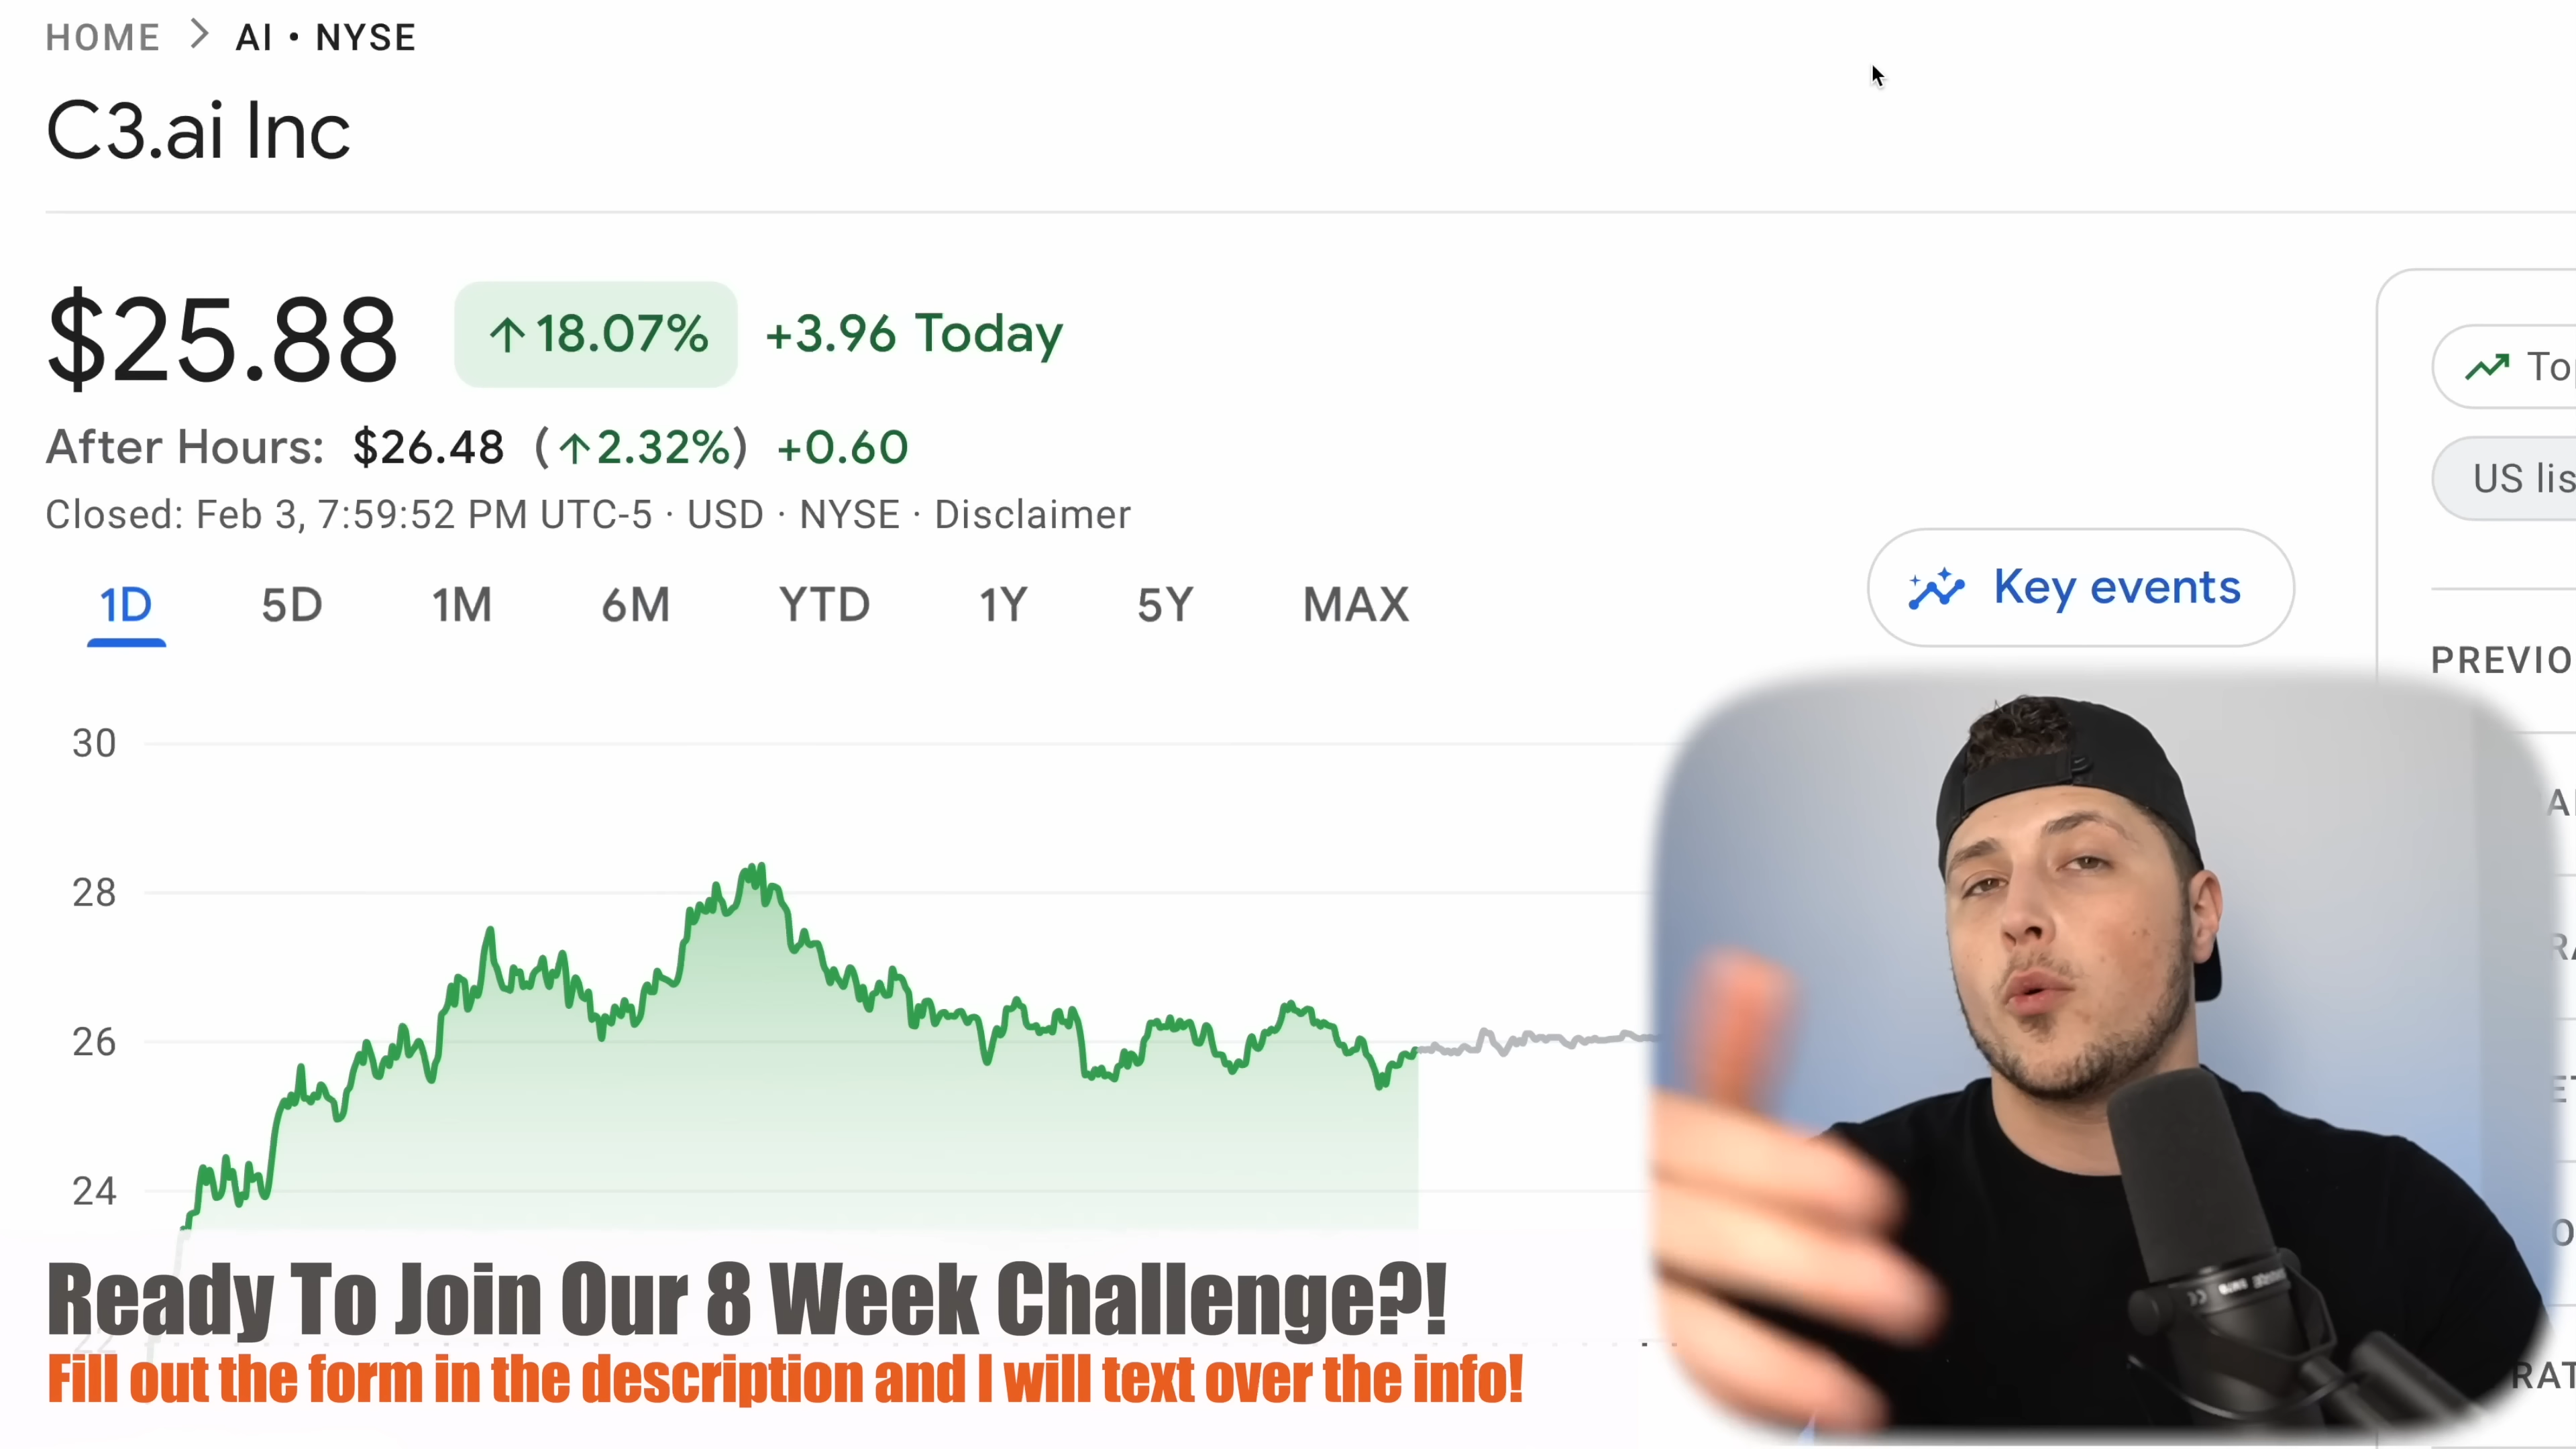 HOME > AI • NYSE
C3.ai Inc
$25.88 ↑18.07% +3.96 Today
After Hours: $26.48 (↑2.32%) +0.60
Closed: Feb 3, 7:59:52 PM UTC-5 · USD · NYSE · Disclaimer
1D 5D 1M 6M YTD 1Y 5Y MAX
Key events
US
30
28
26
24
22
Ready To Join Our 8 Week Challenge?!
Fill out the form in the description and I will text over the info!